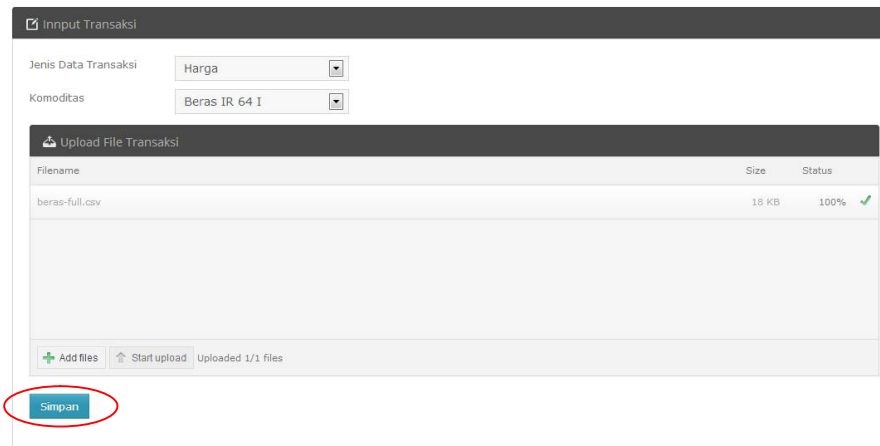 Innput Transaksi
Jenis Data Transaksi Harga
Komoditas Beras IR 64 I
Upload File Transaksi
Filename Size Status
beras-full.csv 18 KB 100%
Add files Start upload Uploaded 1/1 files
Simpan